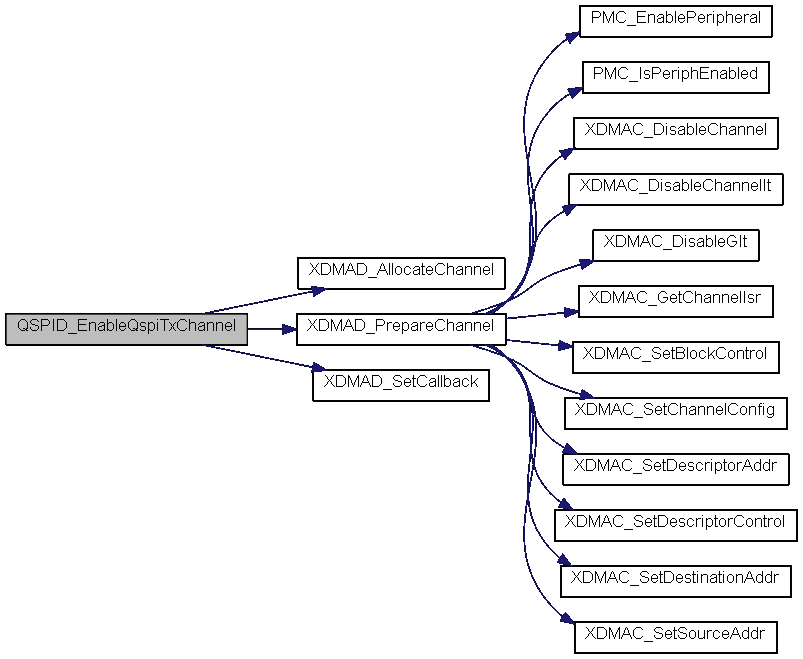 PMC_EnablePeripheral
PMC_IsPeriphEnabled
XDMAC_DisableChannel
XDMAC_DisableChannelIt
XDMAC_DisableGIt
XDMAD_AllocateChannel
XDMAC_GetChannelIsr
QSPID_EnableQspiTxChannel
XDMAD_PrepareChannel
XDMAC_SetBlockControl
XDMAD_SetCallback
XDMAC_SetChannelConfig
XDMAC_SetDescriptorAddr
XDMAC_SetDescriptorControl
XDMAC_SetDestinationAddr
XDMAC_SetSourceAddr